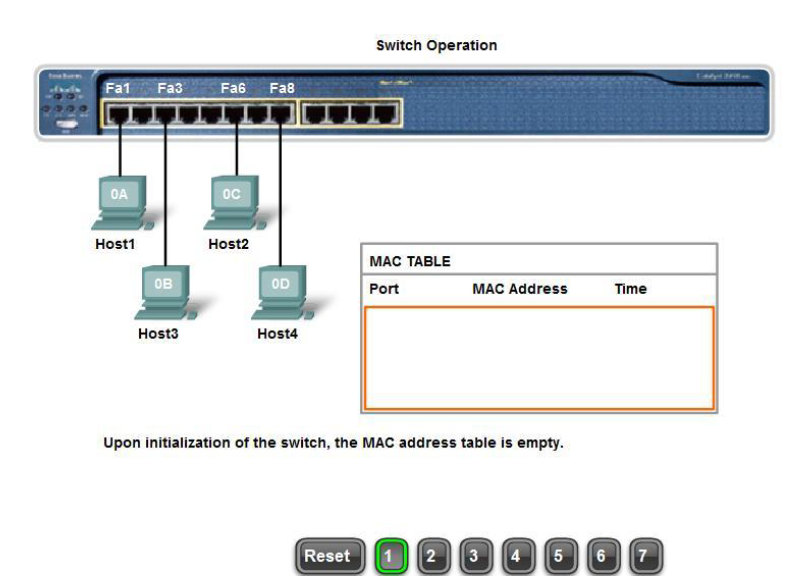 Switch Operation
Fa1 Fa3 Fa6 Fa8
0A 0C
Host1 Host2
0B 0D
Host3 Host4
MAC TABLE
Port MAC Address Time
Upon initialization of the switch, the MAC address table is empty.
Reset 1 2 3 4 5 6 7